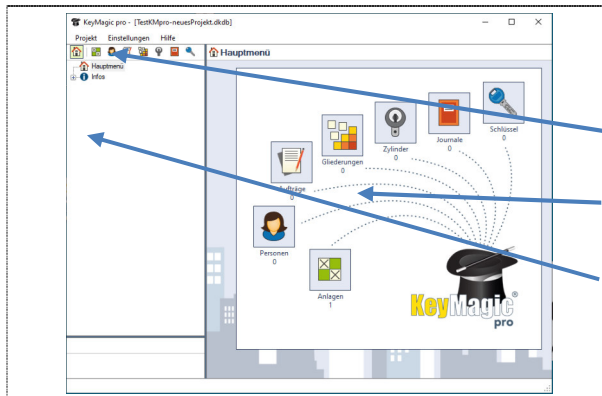 KeyMagic pro - [TestKMpro-neuesProjekt.dkdb]
Projekt Einstellungen Hilfe
Hauptmenü
Hauptmenü
Infos
Schlüssel
0
Journale
0
Zylinder
0
Gliederungen
0
Aufträge
0
Personen
0
Anlagen
1
KeyMagic®
pro